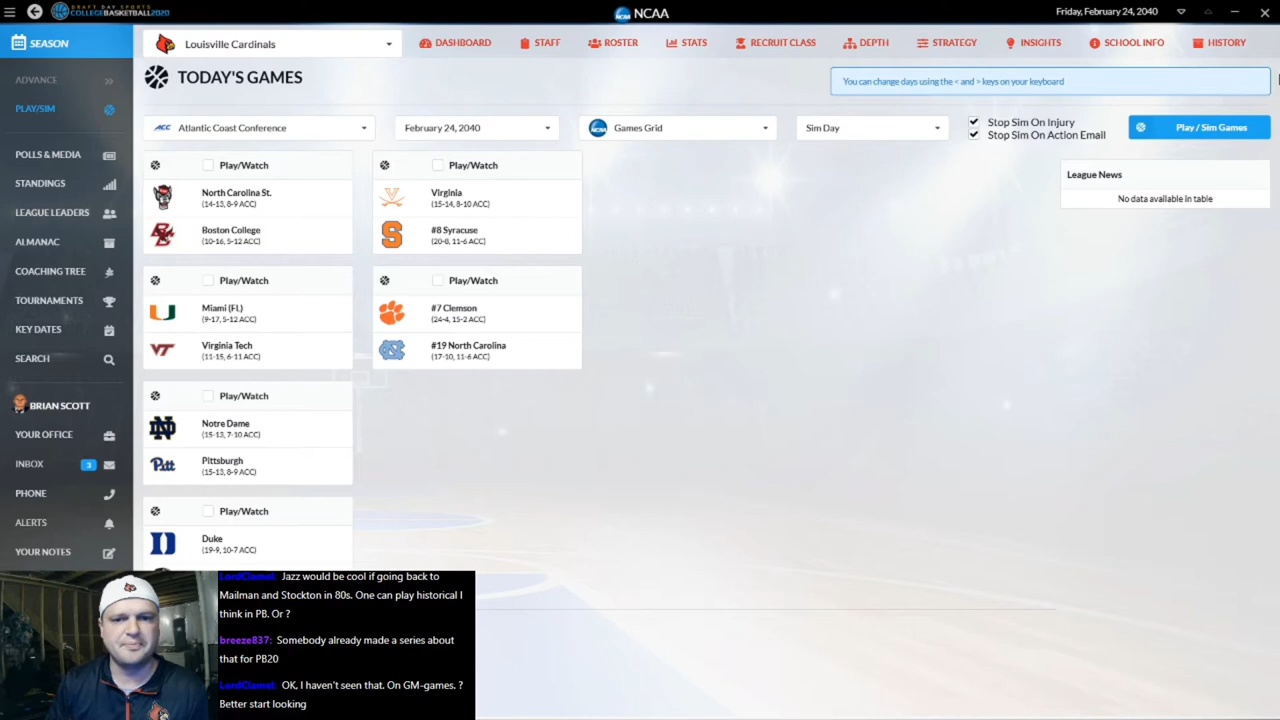 DRAFT DAY SPORTS
COLLEGE BASKETBALL 2020
NCAA
Friday, February 24, 2040
SEASON
Louisville Cardinals
DASHBOARD
STAFF
ROSTER
STATS
RECRUIT CLASS
DEPTH
STRATEGY
INSIGHTS
SCHOOL INFO
HISTORY
ADVANCE
PLAY/SIM
POLLS & MEDIA
STANDINGS
LEAGUE LEADERS
ALMANAC
COACHING TREE
TOURNAMENTS
KEY DATES
SEARCH
BRIAN SCOTT
YOUR OFFICE
INBOX 3
PHONE
ALERTS
YOUR NOTES
TODAY'S GAMES
You can change days using the < and > keys on your keyboard
ACC Atlantic Coast Conference
February 24, 2040
Games Grid
Sim Day
Stop Sim On Injury
Stop Sim On Action Email
Play / Sim Games
Play/Watch
North Carolina St.
(14-13, 8-9 ACC)
Boston College
(10-16, 5-12 ACC)
Play/Watch
Virginia
(15-14, 8-10 ACC)
#8 Syracuse
(20-8, 11-6 ACC)
League News
No data available in table
Play/Watch
Miami (FL)
(9-17, 5-12 ACC)
Virginia Tech
(11-15, 6-11 ACC)
Play/Watch
#7 Clemson
(24-4, 15-2 ACC)
#19 North Carolina
(17-10, 11-6 ACC)
Play/Watch
Notre Dame
(15-13, 7-10 ACC)
Pittsburgh
(15-13, 8-9 ACC)
Play/Watch
Duke
(19-9, 10-7 ACC)
LordClamel: Jazz would be cool if going back to
Mailman and Stockton in 80s. One can play historical I
think in PB. Or ?
breeze837: Somebody already made a series about
that for PB20
LordClamel: OK, I haven't seen that. On GM-games. ?
Better start looking